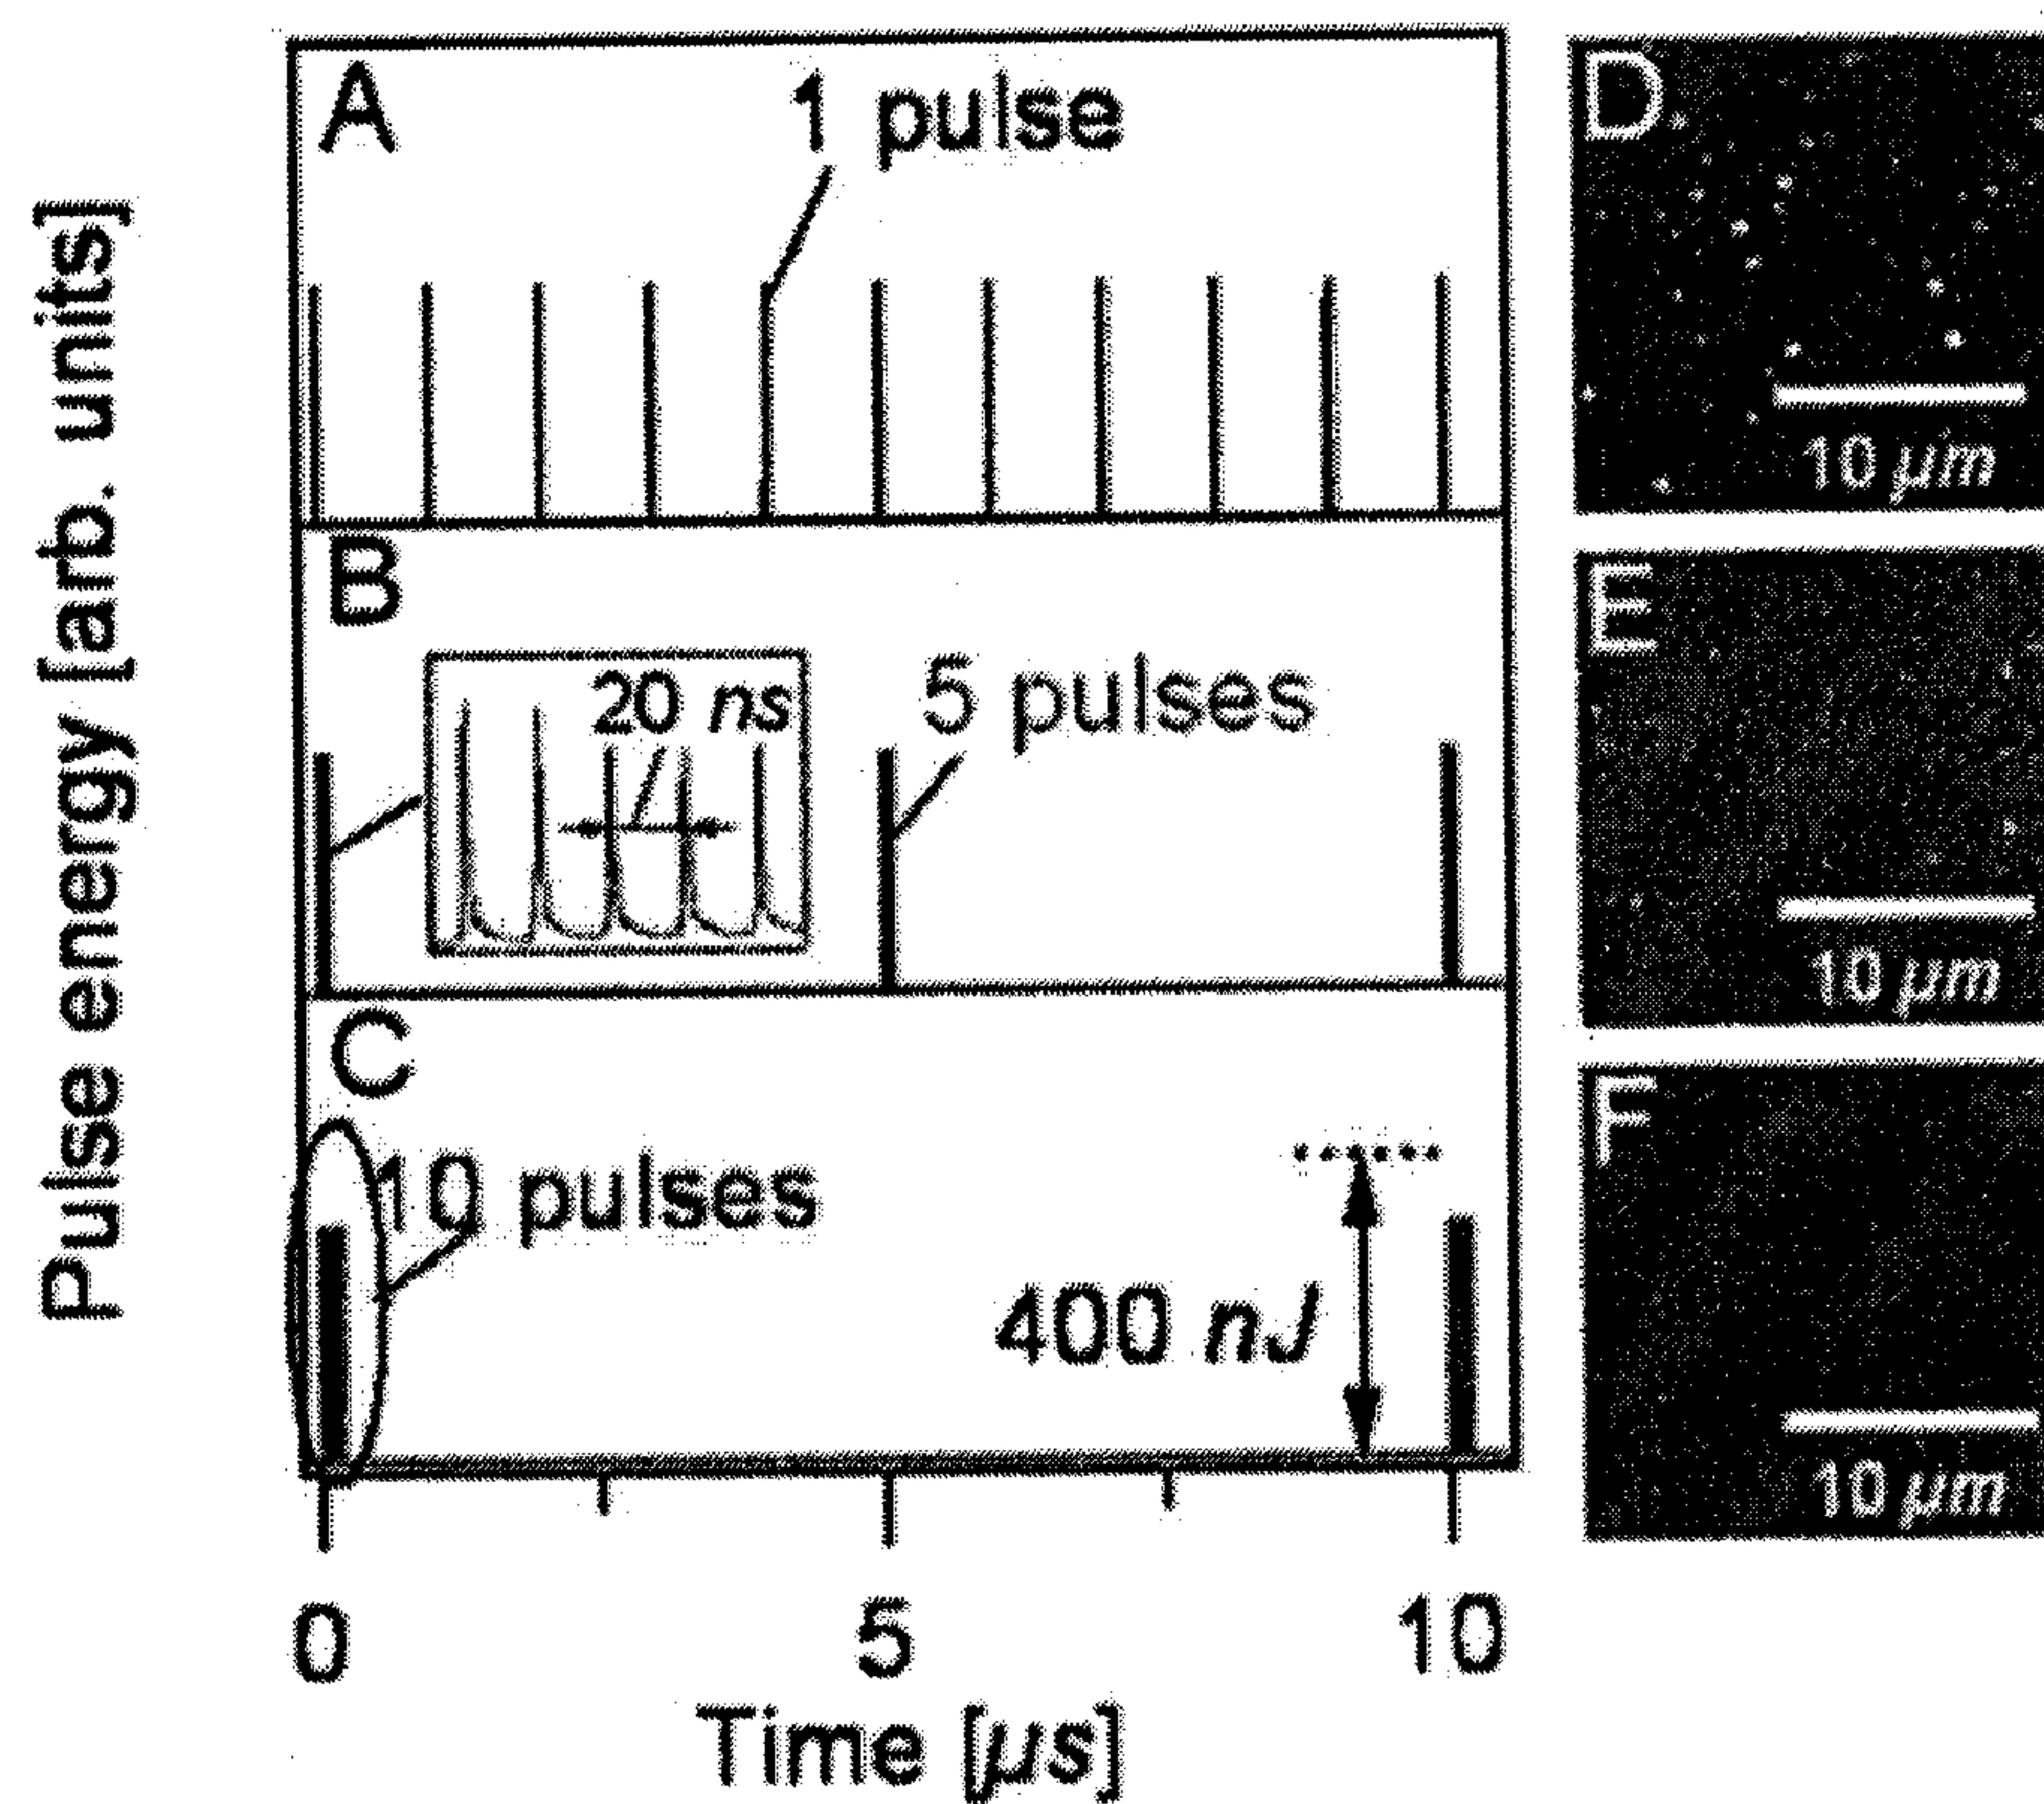 Pulse energy [arb. units]
A
1 pulse
B
20 ns
5 pulses
C
10 pulses
400 nJ
0
5
10
Time [µs]
D
10 µm
E
10 µm
F
10 µm